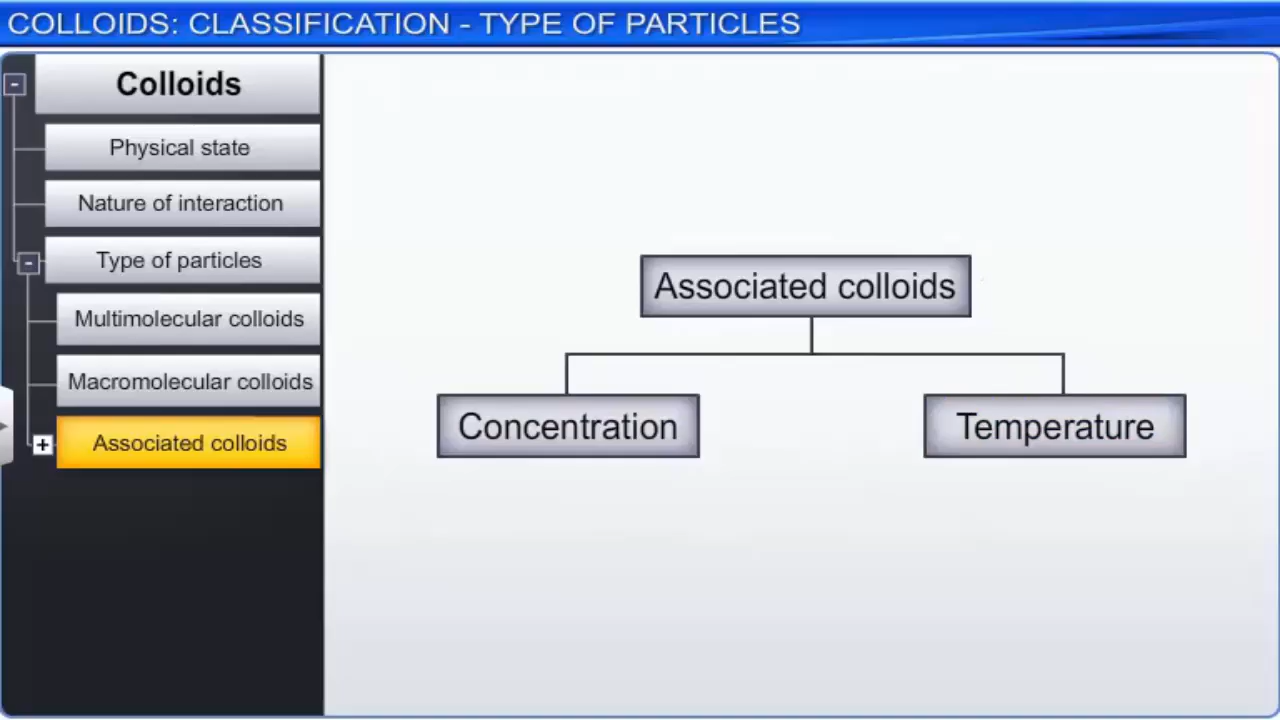 COLLOIDS: CLASSIFICATION - TYPE OF PARTICLES
Colloids
Physical state
Nature of interaction
Type of particles
Multimolecular colloids
Macromolecular colloids
Associated colloids
Associated colloids
Concentration
Temperature